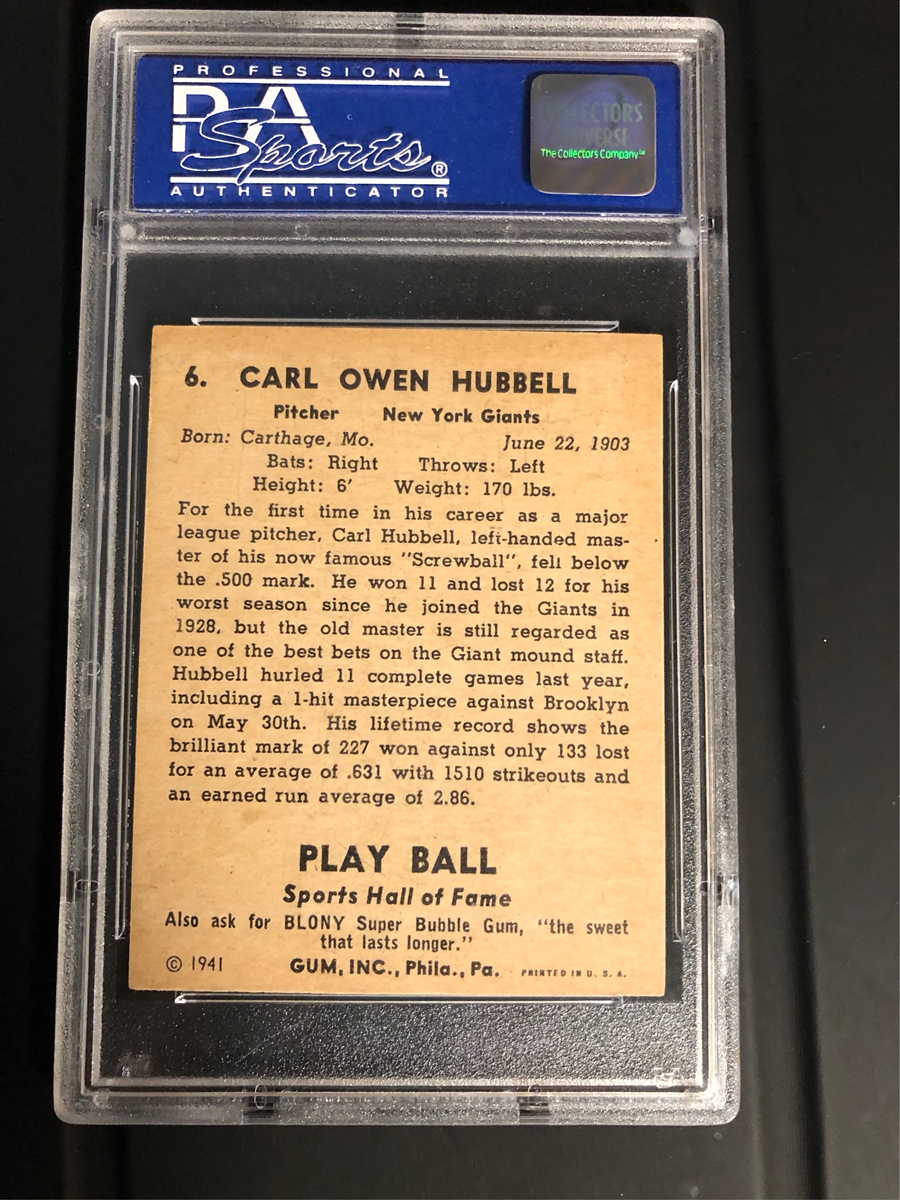 PROFESSIONAL
PSA
Sports®
AUTHENTICATOR
COLLECTORS
UNIVERSE
The Collectors Company™
6. CARL OWEN HUBBELL
Pitcher New York Giants
Born: Carthage, Mo. June 22, 1903
Bats: Right Throws: Left
Height: 6′ Weight: 170 lbs.
For the first time in his career as a major
league pitcher, Carl Hubbell, left-handed mas-
ter of his now famous "Screwball", fell below
the .500 mark. He won 11 and lost 12 for his
worst season since he joined the Giants in
1928, but the old master is still regarded as
one of the best bets on the Giant mound staff.
Hubbell hurled 11 complete games last year,
including a 1-hit masterpiece against Brooklyn
on May 30th. His lifetime record shows the
brilliant mark of 227 won against only 133 lost
for an average of .631 with 1510 strikeouts and
an earned run average of 2.86.
PLAY BALL
Sports Hall of Fame
Also ask for BLONY Super Bubble Gum, "the sweet
that lasts longer."
© 1941 GUM, INC., Phila., Pa. PRINTED IN U. S. A.